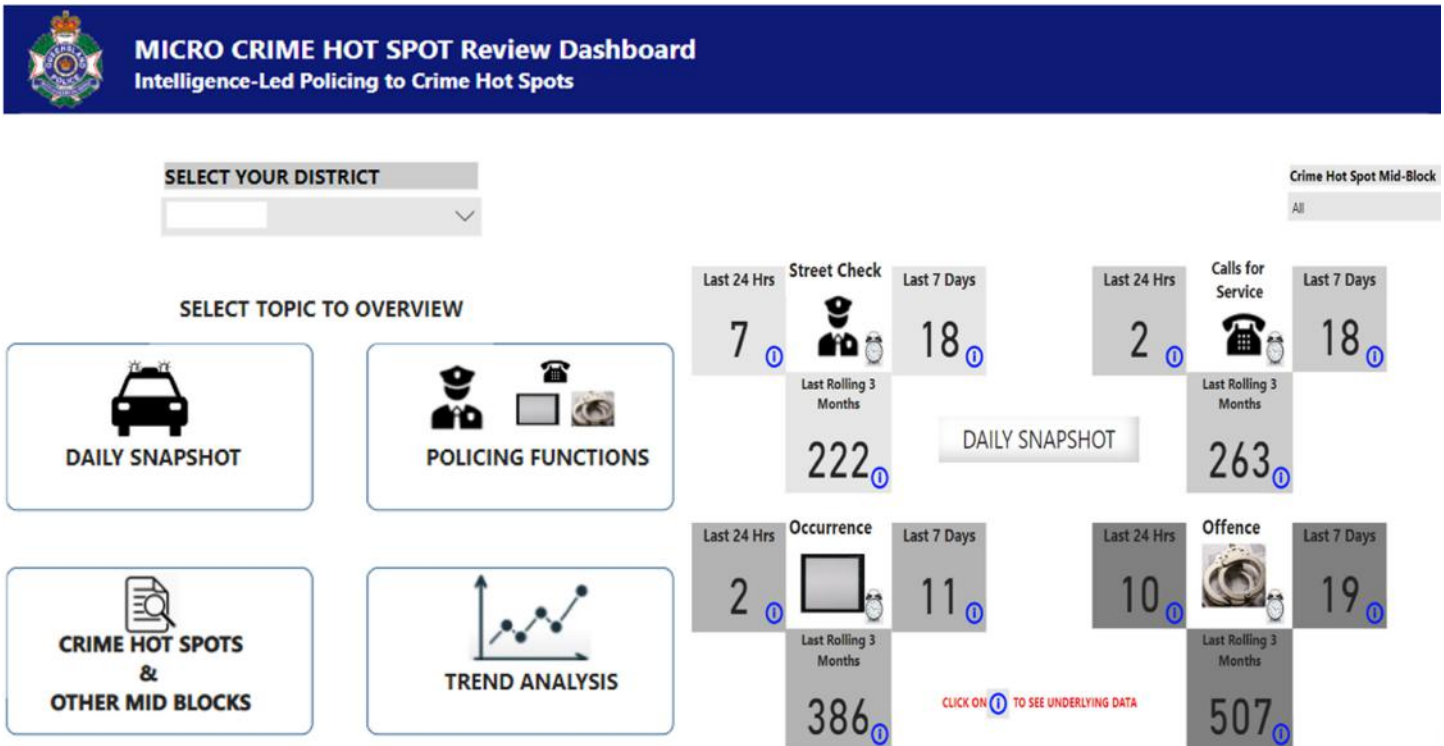 MICRO CRIME HOT SPOT Review Dashboard
Intelligence-Led Policing to Crime Hot Spots
SELECT YOUR DISTRICT
Crime Hot Spot Mid-Block
All
SELECT TOPIC TO OVERVIEW
DAILY SNAPSHOT
POLICING FUNCTIONS
CRIME HOT SPOTS
&
OTHER MID BLOCKS
TREND ANALYSIS
Last 24 Hrs
7
Street Check
Last 7 Days
18
Last Rolling 3
Months
222
Last 24 Hrs
2
Calls for
Service
Last 7 Days
18
Last Rolling 3
Months
263
DAILY SNAPSHOT
Last 24 Hrs
2
Occurrence
Last 7 Days
11
Last Rolling 3
Months
386
Last 24 Hrs
10
Offence
Last 7 Days
19
Last Rolling 3
Months
507
CLICK ON i TO SEE UNDERLYING DATA